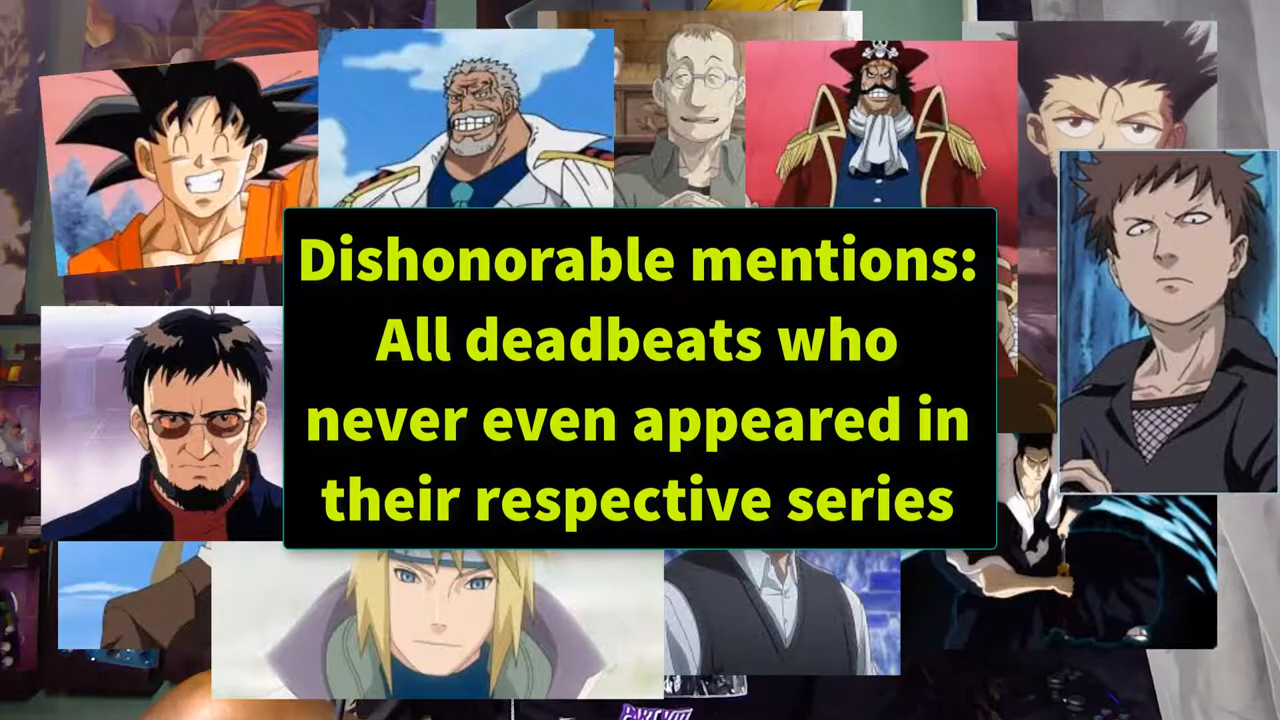 Dishonorable mentions:
All deadbeats who
never even appeared in
their respective series